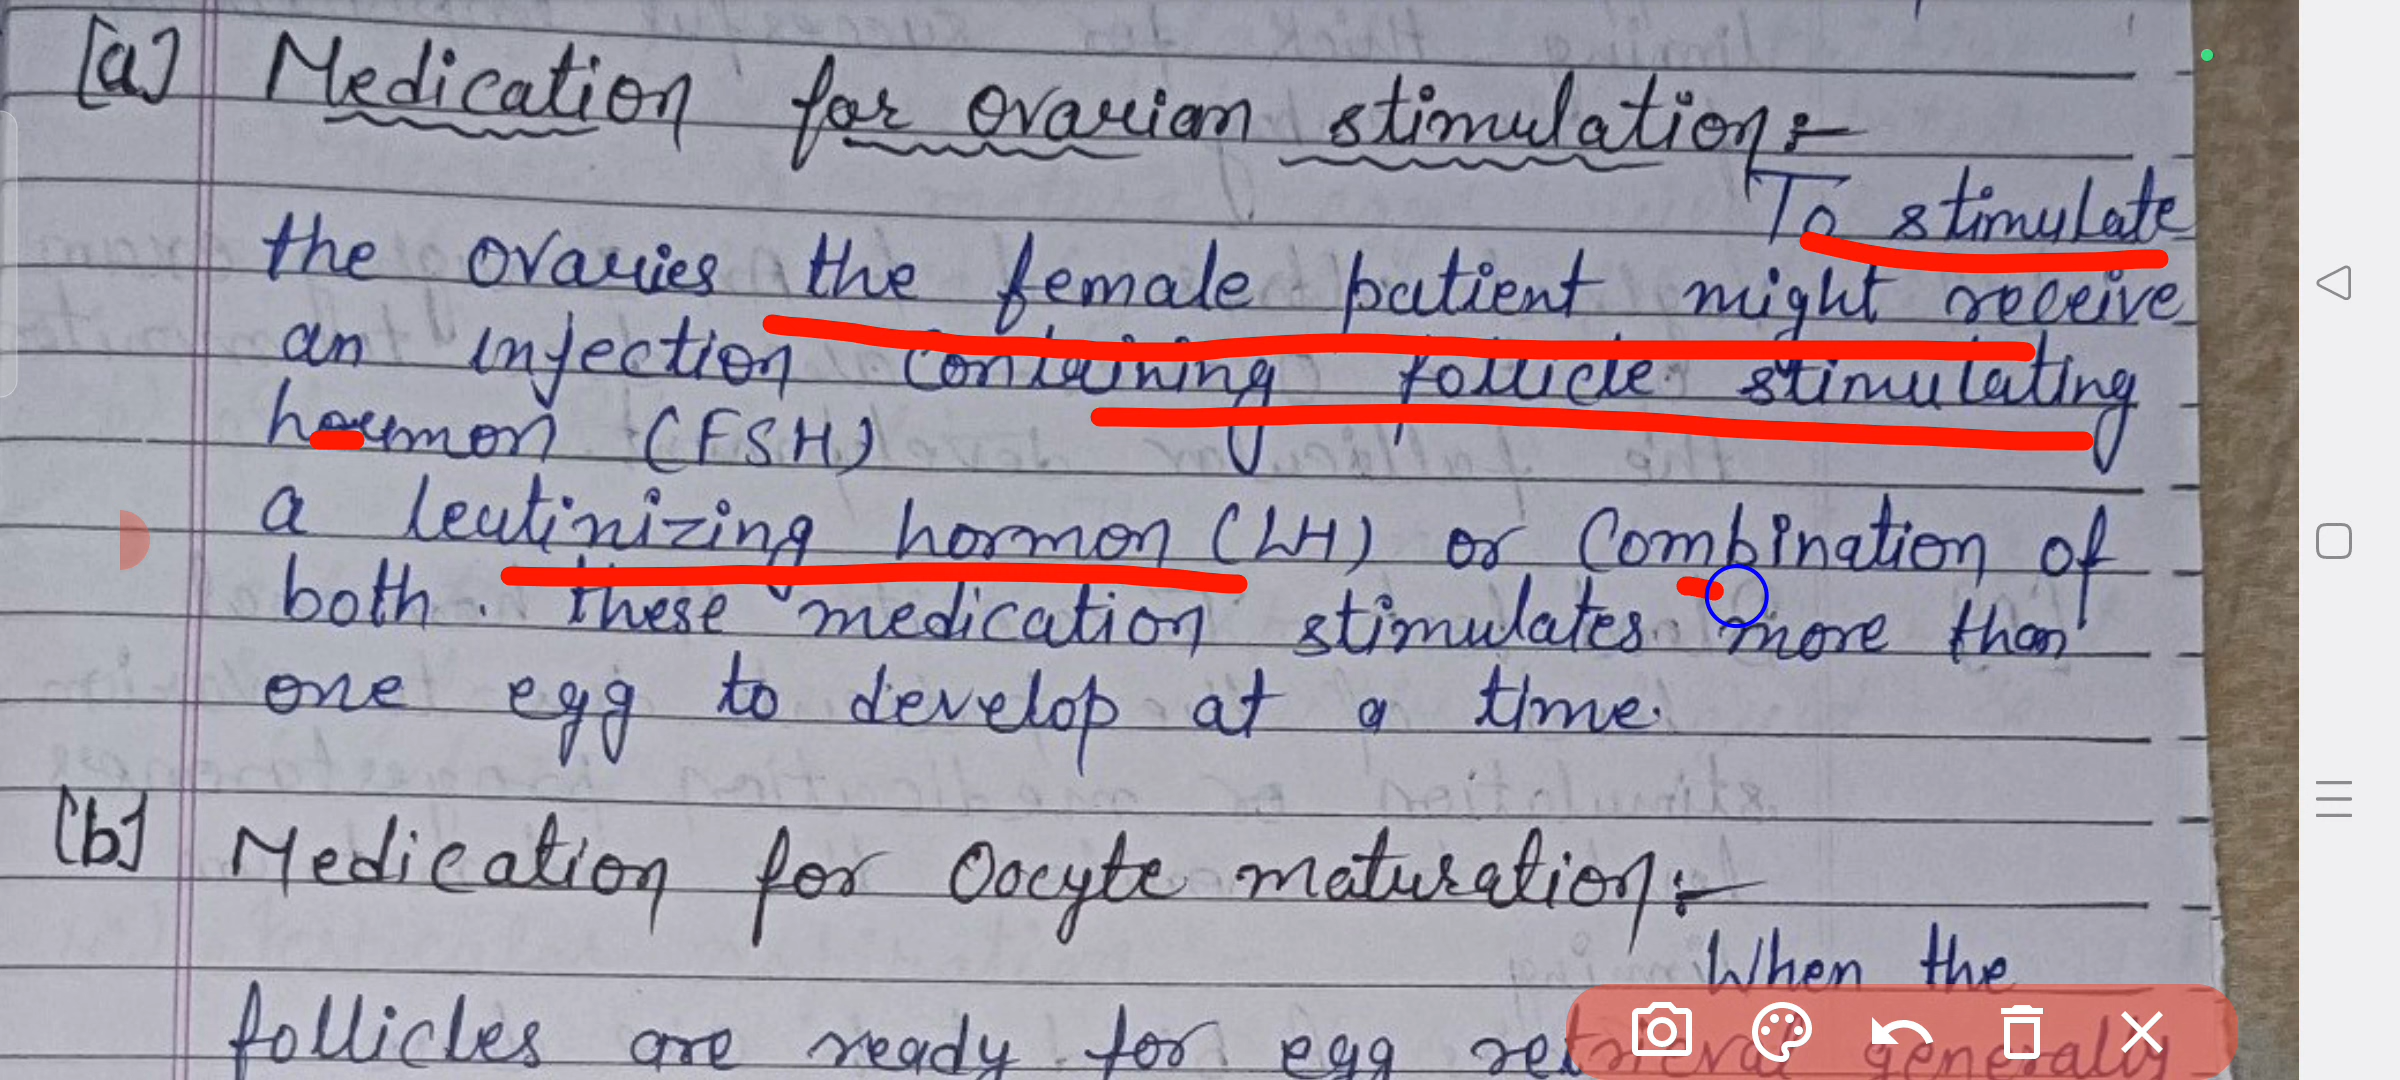 [a] Medication for ovarian stimulation:-
To stimulate
the ovaries the female patient might receive
an injection containing follicle stimulating
hormon (FSH)
a leutinizing hormon (LH) or Combination of
both. these medication stimulates more than
one egg to develop at a time.
[b] Medication for Oocyte maturation:-
When the
follicles are ready for egg retrieval generally